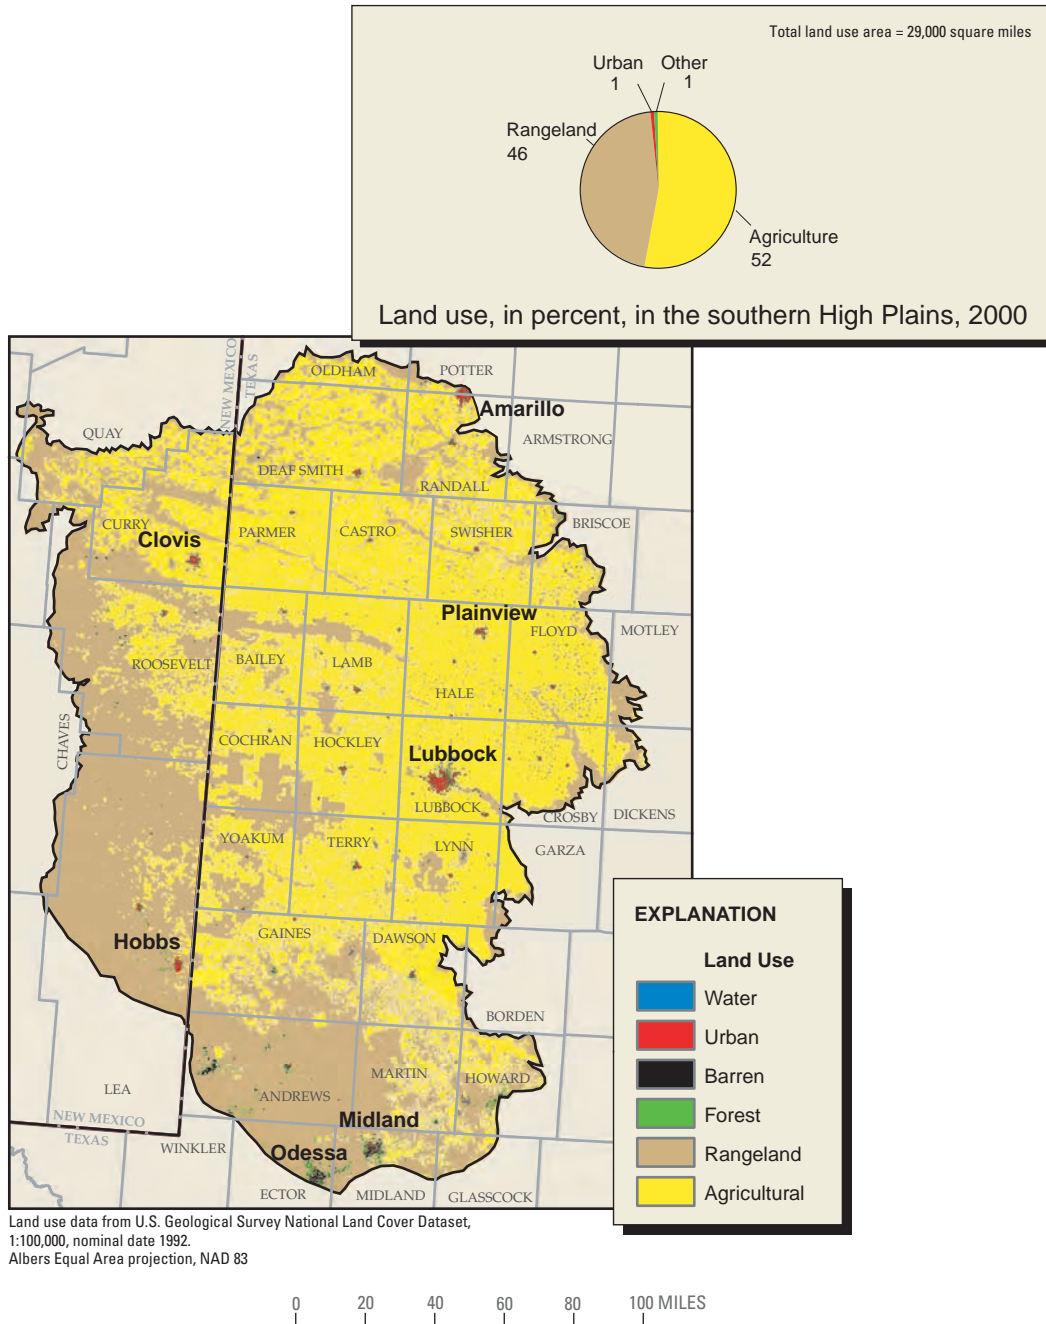 Total land use area = 29,000 square miles
Urban
1
Other
1
Rangeland
46
Agriculture
52
Land use, in percent, in the southern High Plains, 2000
NEW MEXICO
TEXAS
OLDHAM
POTTER
Amarillo
QUAY
ARMSTRONG
DEAF SMITH
RANDALL
CURRY
Clovis
PARMER
CASTRO
SWISHER
BRISCOE
Plainview
FLOYD
MOTLEY
ROOSEVELT
BAILEY
LAMB
HALE
CHAVES
COCHRAN
HOCKLEY
Lubbock
LUBBOCK
CROSBY
DICKENS
YOAKUM
TERRY
LYNN
GARZA
Hobbs
GAINES
DAWSON
BORDEN
LEA
ANDREWS
MARTIN
HOWARD
NEW MEXICO
TEXAS
Midland
WINKLER
Odessa
ECTOR
MIDLAND
GLASSCOCK
EXPLANATION
Land Use
Water
Urban
Barren
Forest
Rangeland
Agricultural
Land use data from U.S. Geological Survey National Land Cover Dataset,
1:100,000, nominal date 1992.
Albers Equal Area projection, NAD 83
0 20 40 60 80 100 MILES